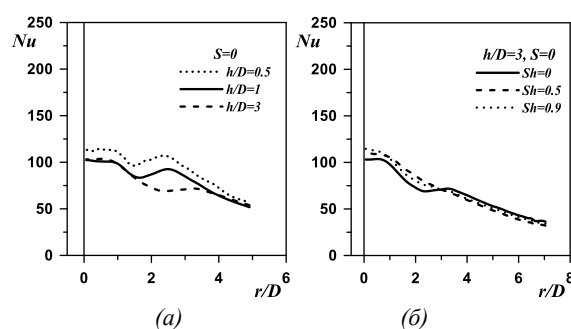 250
Nu
200
150
100
50
0
S=0
h/D=0.5
h/D=1
h/D=3
0 2 4 6
r/D
(а)
250
Nu
200
150
100
50
0
h/D=3, S=0
Sh=0
Sh=0.5
Sh=0.9
0 2 4 6 8
r/D
(б)